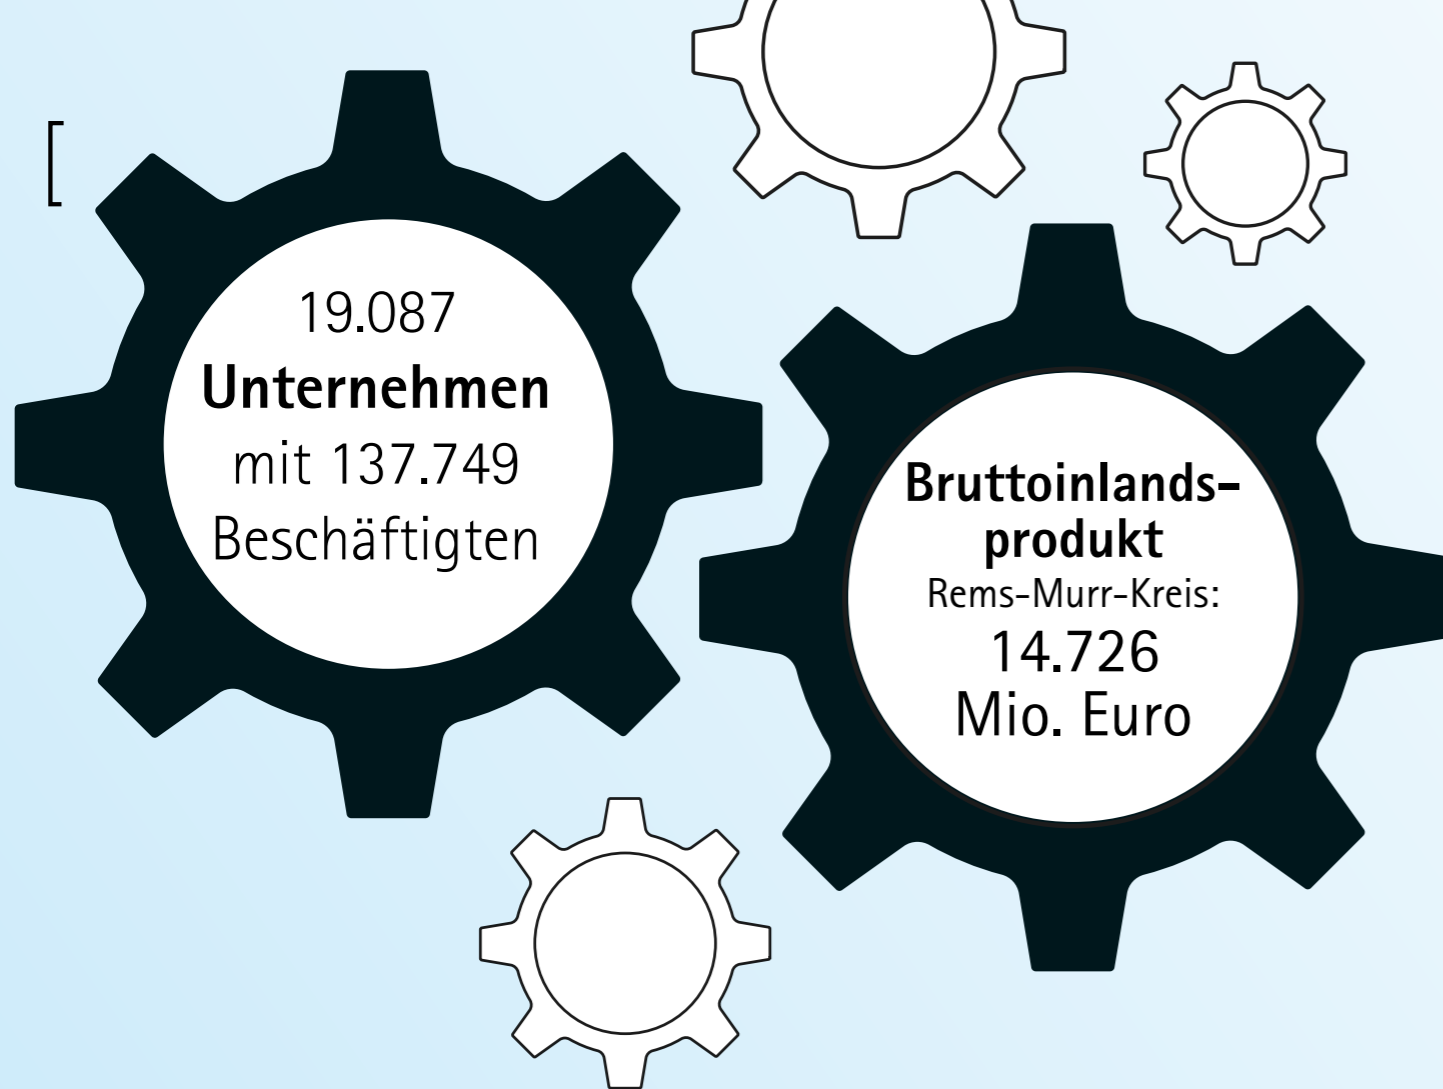 [
19.087
Unternehmen
mit 137.749
Beschäftigten
Bruttoinlands-
produkt
Rems-Murr-Kreis:
14.726
Mio. Euro